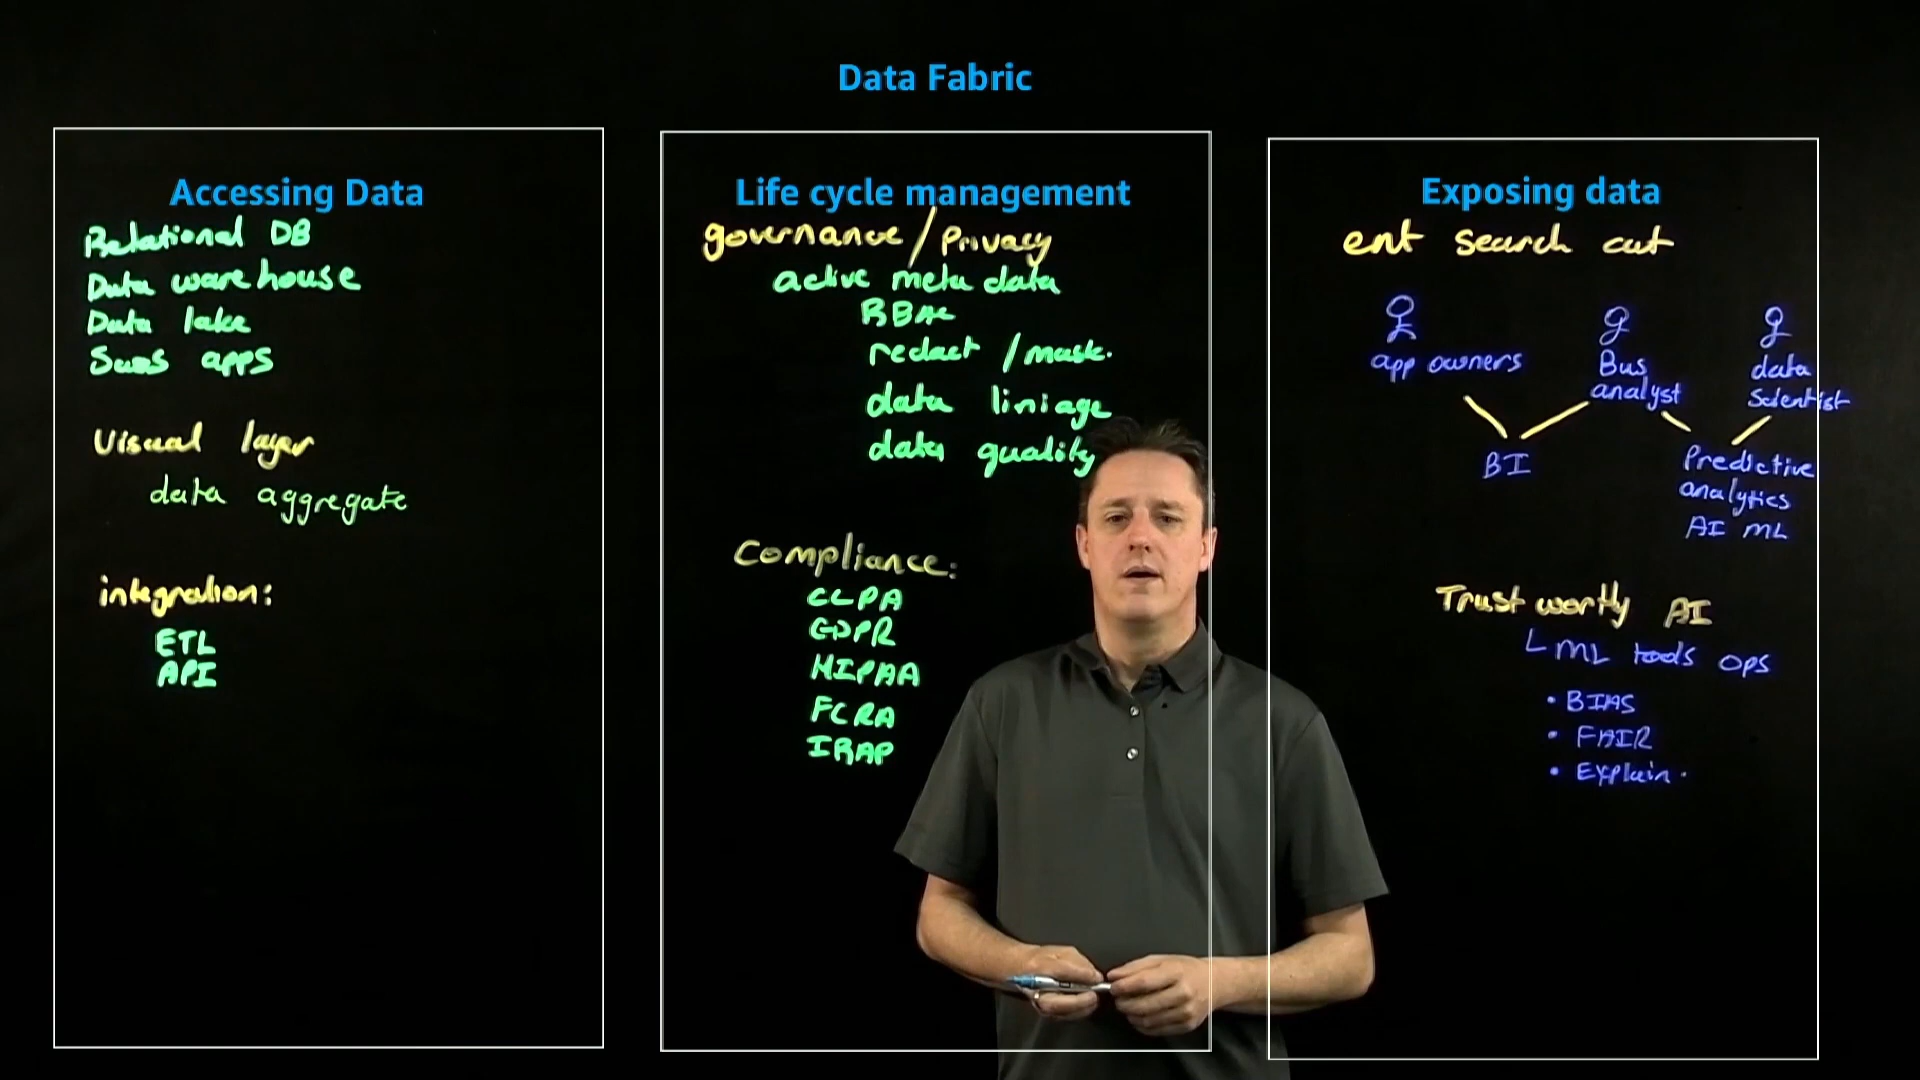 Data Fabric
Accessing Data
Relational DB
Data warehouse
Data lake
SaaS apps
Visual layer
data aggregate
integration:
ETL
API
Life cycle management
governance / privacy
active meta data
RBAC
redact / mask.
data liniage
data quality
Compliance:
CCPA
GDPR
HIPAA
FCRA
IRAP
Exposing data
ent search cat
app owners
Bus
analyst
data
Scientist
BI
Predictive
analytics
AI ML
Trust wortly AI
ML tools ops
• BIAS
• FAIR
• Explain.